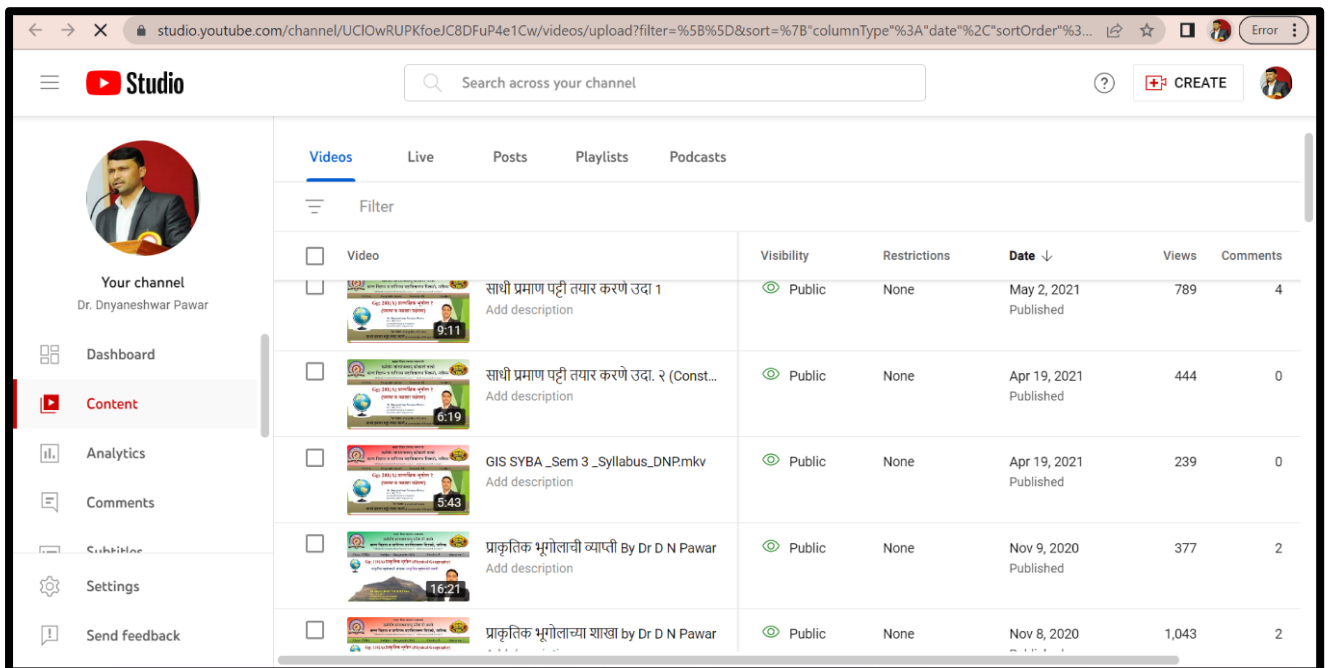 studio.youtube.com/channel/UClOwRUPKfoeJC8DFuP4e1Cw/videos/upload?filter=%5B%5D&sort=%7B"columnType"%3A"date"%2C"sortOrder"%3...
Error
Studio
Search across your channel
CREATE
Your channel
Dr. Dnyaneshwar Pawar
Dashboard
Content
Analytics
Comments
Subtitles
Settings
Send feedback
Videos Live Posts Playlists Podcasts
Filter
Video Visibility Restrictions Date Views Comments
साधी प्रमाण पट्टी तयार करणे उदा 1 Public None May 2, 2021 789 4
Add description Published
9:11
साधी प्रमाण पट्टी तयार करणे उदा. २ (Const... Public None Apr 19, 2021 444 0
Add description Published
6:19
GIS SYBA _Sem 3 _Syllabus_DNP.mkv Public None Apr 19, 2021 239 0
Add description Published
5:43
प्राकृतिक भूगोलाची व्याप्ती By Dr D N Pawar Public None Nov 9, 2020 377 2
Add description Published
16:21
प्राकृतिक भूगोलाच्या शाखा by Dr D N Pawar Public None Nov 8, 2020 1,043 2